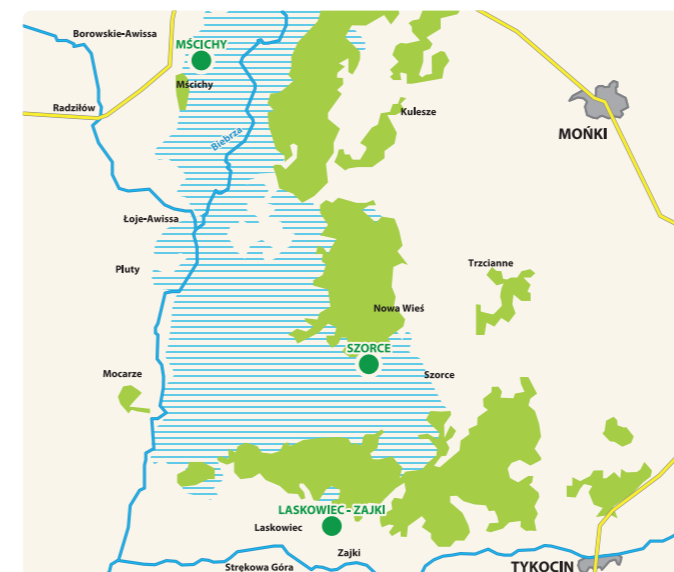 Borowskie-Awissa
MŚCICHY
Mścichy
Radziłów
Kulesze
MOŃKI
Biebrza
Łoje-Awissa
Pluty
Trzcianne
Nowa Wieś
SZORCE
Mocarze
Szorce
LASKOWIEC - ZAJKI
Laskowiec
Zajki
Strękowa Góra
TYKOCIN